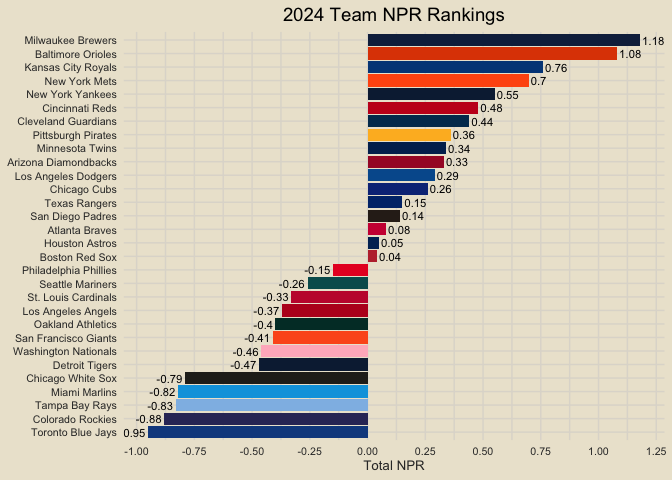 2024 Team NPR Rankings
Milwaukee Brewers 1.18
Baltimore Orioles 1.08
Kansas City Royals 0.76
New York Mets 0.7
New York Yankees 0.55
Cincinnati Reds 0.48
Cleveland Guardians 0.44
Pittsburgh Pirates 0.36
Minnesota Twins 0.34
Arizona Diamondbacks 0.33
Los Angeles Dodgers 0.29
Chicago Cubs 0.26
Texas Rangers 0.15
San Diego Padres 0.14
Atlanta Braves 0.08
Houston Astros 0.05
Boston Red Sox 0.04
Philadelphia Phillies -0.15
Seattle Mariners -0.26
St. Louis Cardinals -0.33
Los Angeles Angels -0.37
Oakland Athletics -0.4
San Francisco Giants -0.41
Washington Nationals -0.46
Detroit Tigers -0.47
Chicago White Sox -0.79
Miami Marlins -0.82
Tampa Bay Rays -0.83
Colorado Rockies -0.88
Toronto Blue Jays 0.95
-1.00 -0.75 -0.50 -0.25 0.00 0.25 0.50 0.75 1.00 1.25
Total NPR